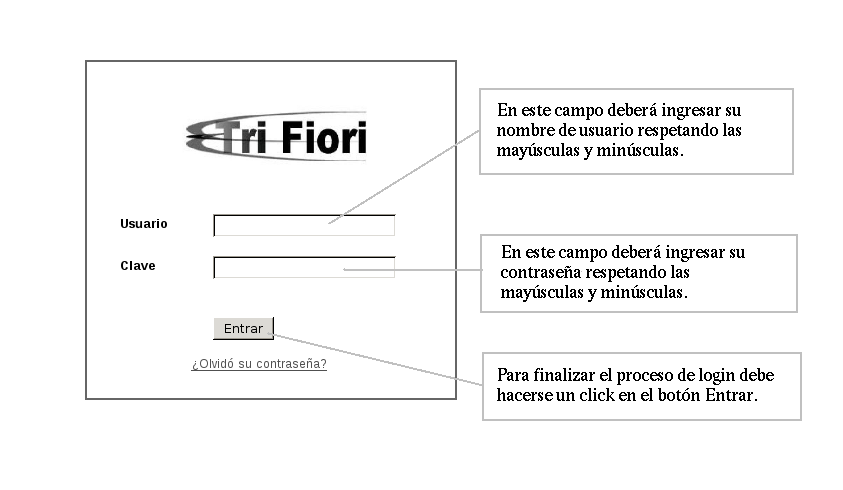 Tri Fiori
Usuario
Clave
Entrar
¿Olvidó su contraseña?
En este campo deberá ingresar su
nombre de usuario respetando las
mayúsculas y minúsculas.
En este campo deberá ingresar su
contraseña respetando las
mayúsculas y minúsculas.
Para finalizar el proceso de login debe
hacerse un click en el botón Entrar.